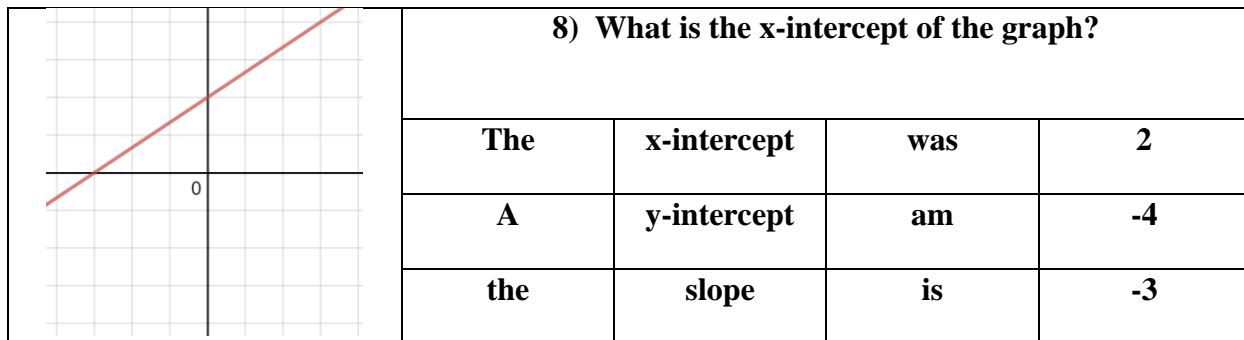 8) What is the x-intercept of the graph?
0
The x-intercept was 2
A y-intercept am -4
the slope is -3